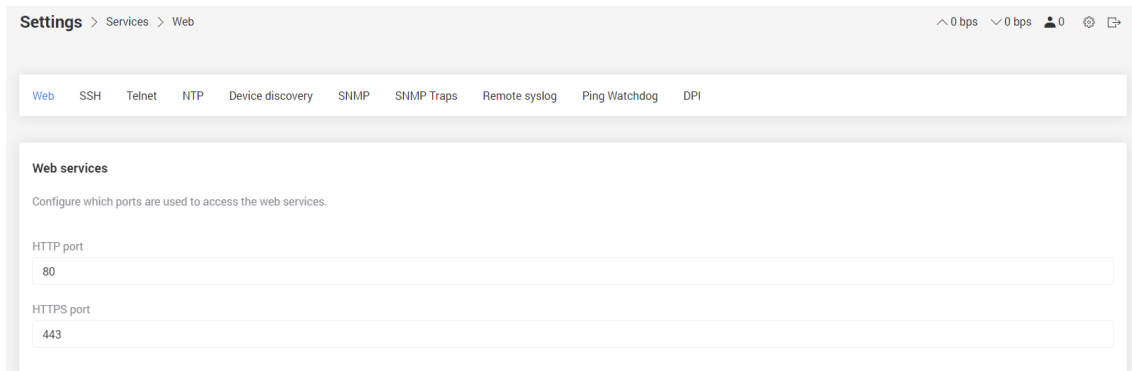 Settings > Services > Web 0 bps 0 bps 0
Web SSH Telnet NTP Device discovery SNMP SNMP Traps Remote syslog Ping Watchdog DPI
Web services
Configure which ports are used to access the web services.
HTTP port
80
HTTPS port
443